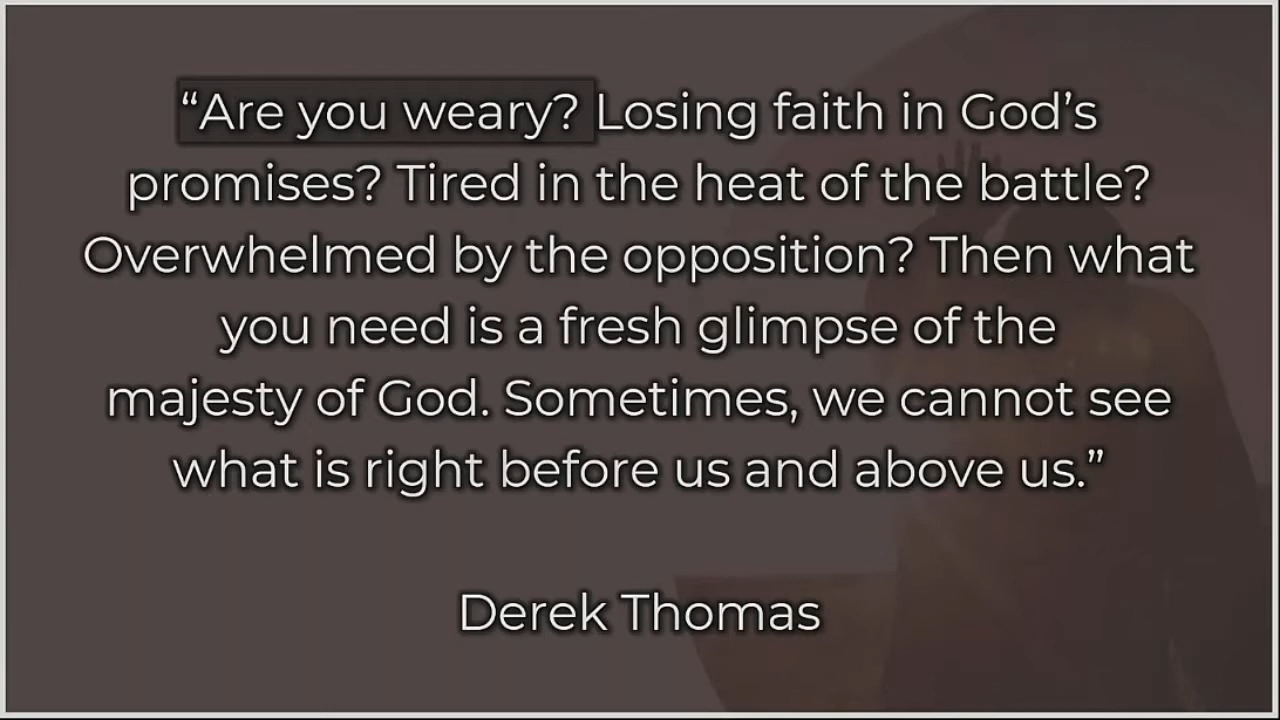 “Are you weary? Losing faith in God’s
promises? Tired in the heat of the battle?
Overwhelmed by the opposition? Then what
you need is a fresh glimpse of the
majesty of God. Sometimes, we cannot see
what is right before us and above us.”
Derek Thomas